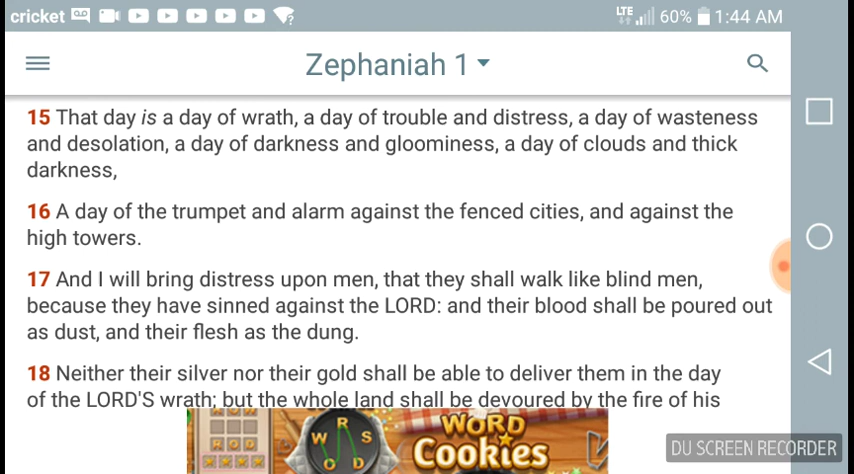 cricket LTE 60% 1:44 AM
Zephaniah 1
15 That day is a day of wrath, a day of trouble and distress, a day of wasteness
and desolation, a day of darkness and gloominess, a day of clouds and thick
darkness,
16 A day of the trumpet and alarm against the fenced cities, and against the
high towers.
17 And I will bring distress upon men, that they shall walk like blind men,
because they have sinned against the LORD: and their blood shall be poured out
as dust, and their flesh as the dung.
18 Neither their silver nor their gold shall be able to deliver them in the day
of the LORD'S wrath; but the whole land shall be devoured by the fire of his
R
W S
O D
R O D
WORD
Cookies
DU SCREEN RECORDER